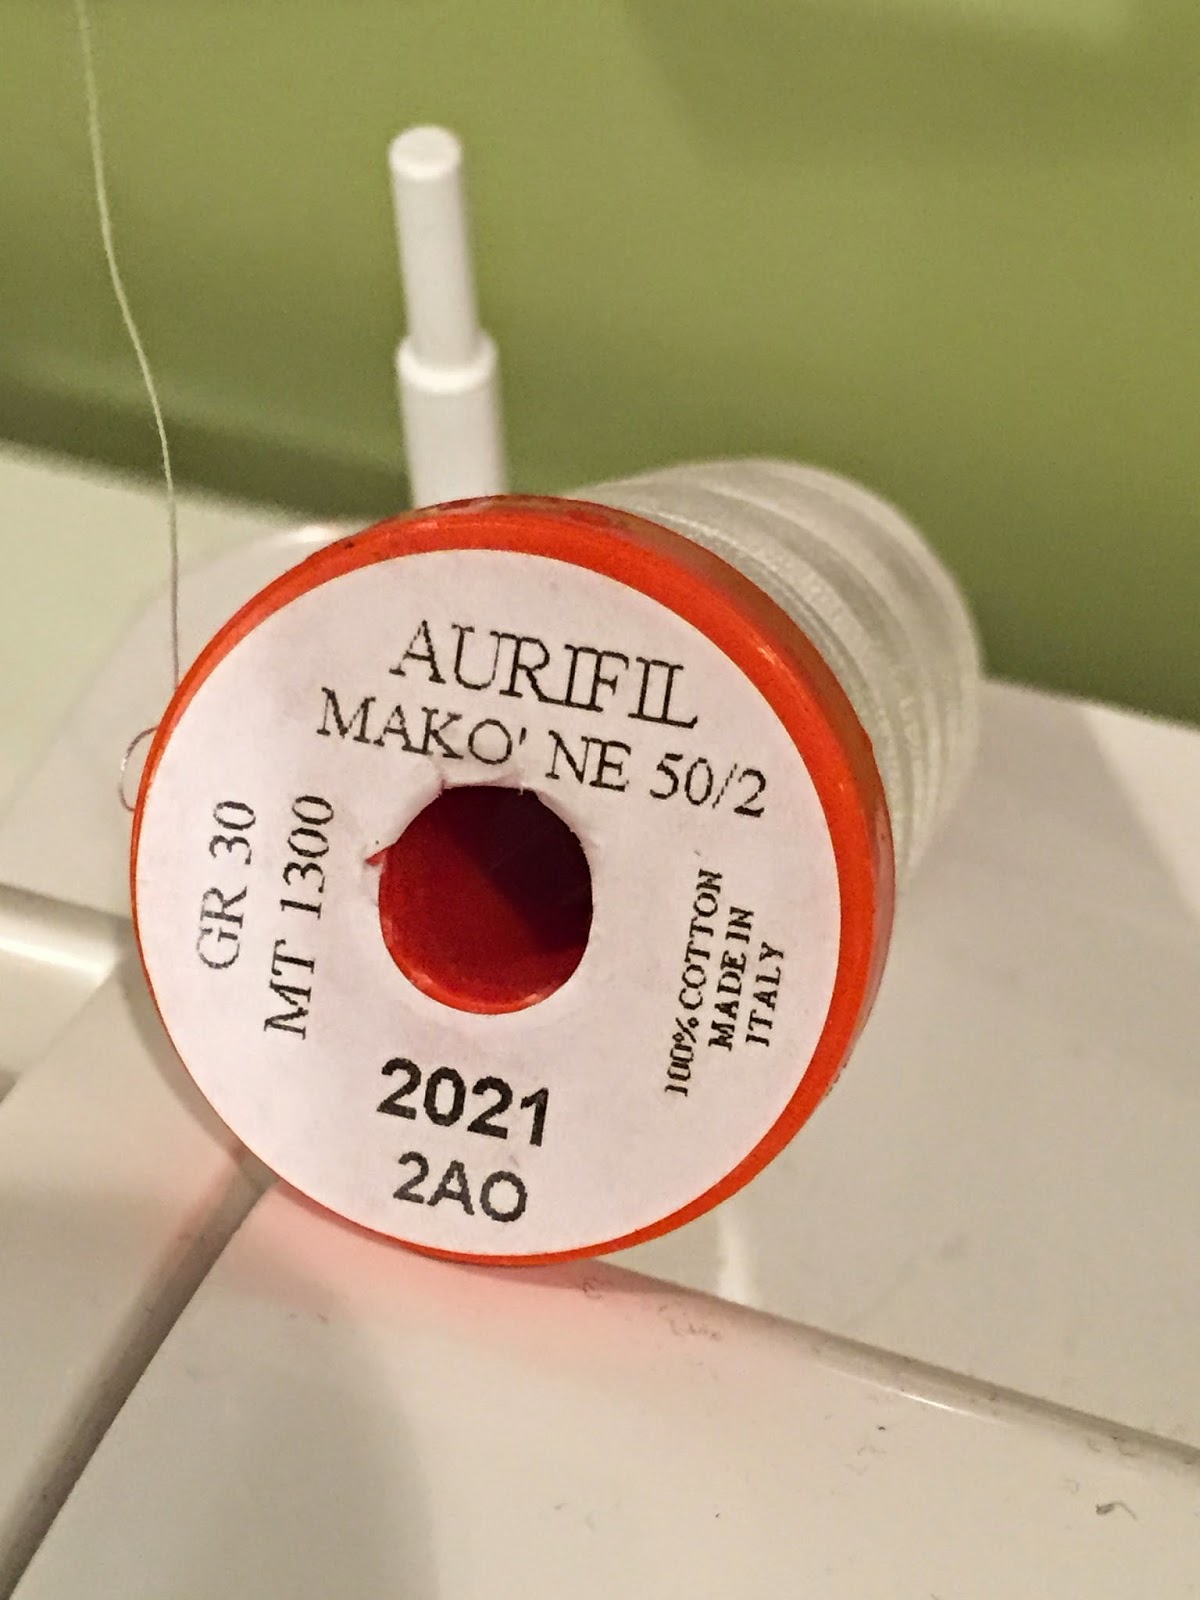 AURIFIL
MAKO' NE 50/2
GR 30
MT 1300
100% COTTON
MADE IN
ITALY
2021
2AO